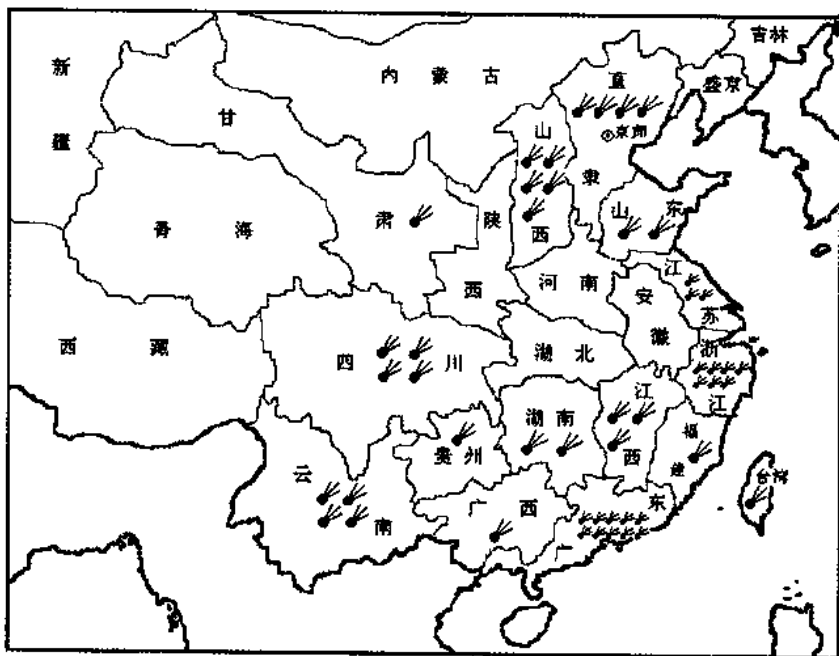 吉林
新疆
内蒙古
直隶
盛京
甘肃
京师
山西
陕西
山东
青海
河南
江苏
安徽
西藏
四川
湖北
浙江
湖南
江西
贵州
福建
云南
广西
广东
台湾